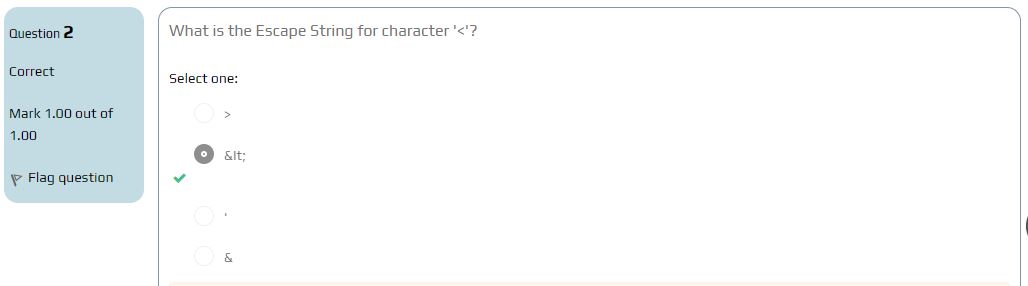 Question 2
Correct
Mark 1.00 out of
1.00
Flag question
What is the Escape String for character '<'?
Select one:
>
&lt;
'
&